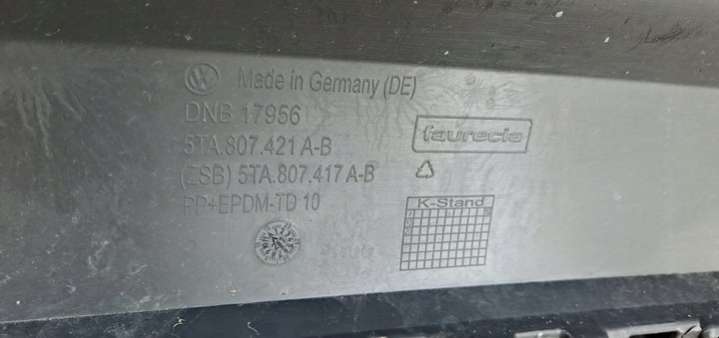 Made in Germany (DE)
DNB 17956
5TA.807.421 A-B
faurecia
(ZSB) 5TA.807.417 A-B
PP+EPDM-TD 10
K-Stand